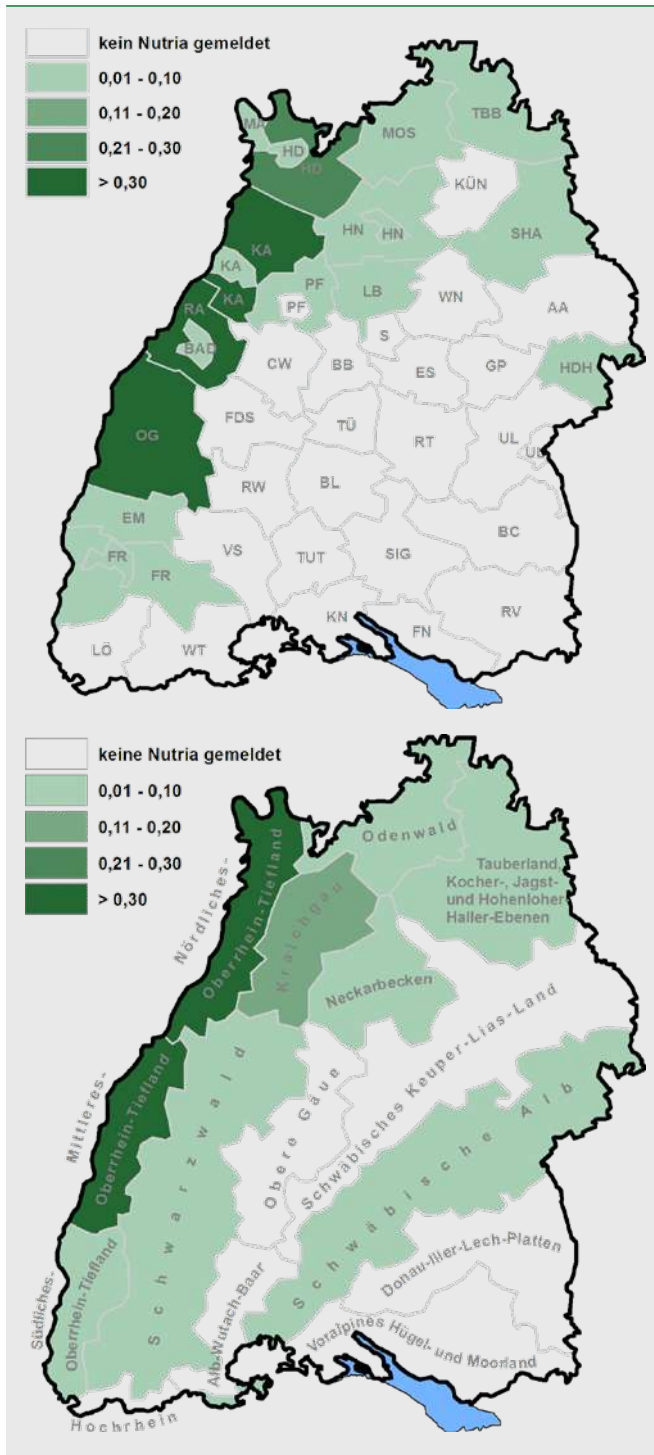 kein Nutria gemeldet
0,01 - 0,10
0,11 - 0,20
0,21 - 0,30
> 0,30
MA
HD
HD
MOS
TBB
KÜN
HN
HN
SHA
KA
KA
KA
PF
PF
LB
WN
AA
RA
BAD
S
CW
BB
ES
GP
HDH
OG
FDS
TÜ
RT
UL
UL
RW
BL
EM
FR
FR
VS
TUT
SIG
BC
LÖ
WT
KN
FN
RV
keine Nutria gemeldet
0,01 - 0,10
0,11 - 0,20
0,21 - 0,30
> 0,30
Odenwald
Tauberland,
Kocher-, Jagst-
und Hohenloher-
Haller-Ebenen
Nördliches-
Oberrhein-Tiefland
Kraichgau
Neckarbecken
Mittleres-
Oberrhein-Tiefland
Schwarzwald
Obere Gäue
Schwäbisches Keuper-Lias-Land
Schwäbische Alb
Südliches-
Oberrhein-Tiefland
Alb-Wutach-Baar
Donau-Iller-Lech-Platten
Voralpines Hügel- und Moorland
Hochrhein